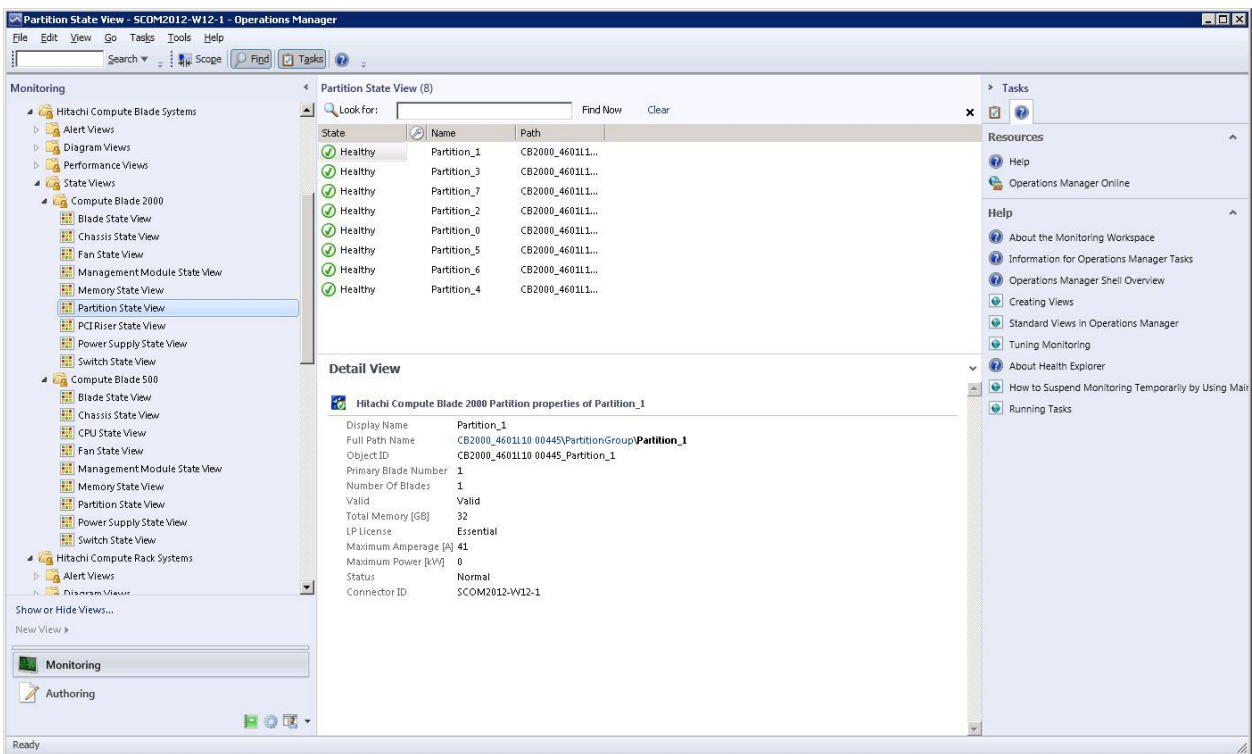 Partition State View - SCOM2012-W12-1 - Operations Manager
File Edit View Go Tasks Tools Help
Search Scope Find Tasks
Monitoring
Hitachi Compute Blade Systems
Alert Views
Diagram Views
Performance Views
State Views
Compute Blade 2000
Blade State View
Chassis State View
Fan State View
Management Module State View
Memory State View
Partition State View
PCI Riser State View
Power Supply State View
Switch State View
Compute Blade 500
Blade State View
Chassis State View
CPU State View
Fan State View
Management Module State View
Memory State View
Partition State View
Power Supply State View
Switch State View
Hitachi Compute Rack Systems
Alert Views
Diagram Views
Show or Hide Views...
New View
Monitoring
Authoring
Ready
Partition State View (8)
Look for: Find Now Clear
State Name Path
Healthy Partition_1 CB2000_4601L1...
Healthy Partition_3 CB2000_4601L1...
Healthy Partition_7 CB2000_4601L1...
Healthy Partition_2 CB2000_4601L1...
Healthy Partition_0 CB2000_4601L1...
Healthy Partition_5 CB2000_4601L1...
Healthy Partition_6 CB2000_4601L1...
Healthy Partition_4 CB2000_4601L1...
Detail View
Hitachi Compute Blade 2000 Partition properties of Partition_1
Display Name Partition_1
Full Path Name CB2000_4601L10 00445\PartitionGroup\Partition_1
Object ID CB2000_4601L10 00445_Partition_1
Primary Blade Number 1
Number Of Blades 1
Valid Valid
Total Memory [GB] 32
LP License Essential
Maximum Amperage [A] 41
Maximum Power [kW] 0
Status Normal
Connector ID SCOM2012-W12-1
Tasks
Resources
Help
Operations Manager Online
Help
About the Monitoring Workspace
Information for Operations Manager Tasks
Operations Manager Shell Overview
Creating Views
Standard Views in Operations Manager
Tuning Monitoring
About Health Explorer
How to Suspend Monitoring Temporarily by Using Mair
Running Tasks